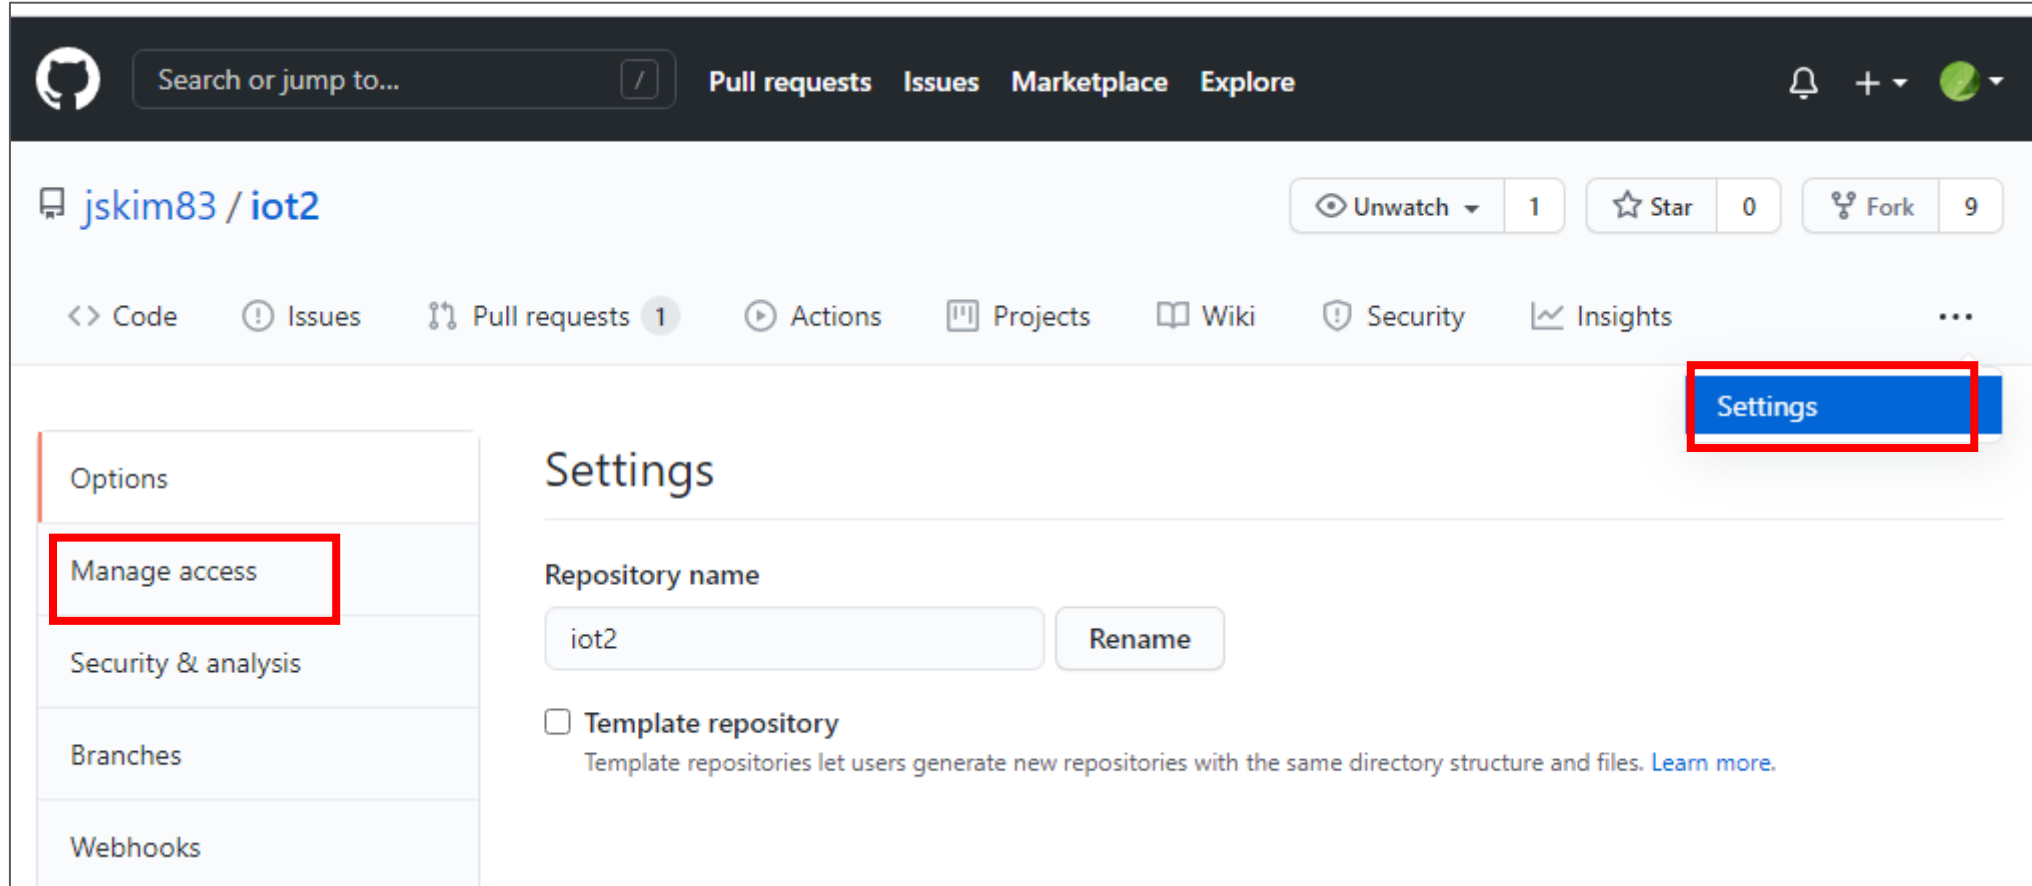 Search or jump to... /
Pull requests Issues Marketplace Explore
jskim83 / iot2
Unwatch 1 Star 0 Fork 9
Code Issues Pull requests 1 Actions Projects Wiki Security Insights ...
Settings
Options
Manage access
Security & analysis
Branches
Webhooks
Settings
Repository name
iot2 Rename
Template repository
Template repositories let users generate new repositories with the same directory structure and files. Learn more.